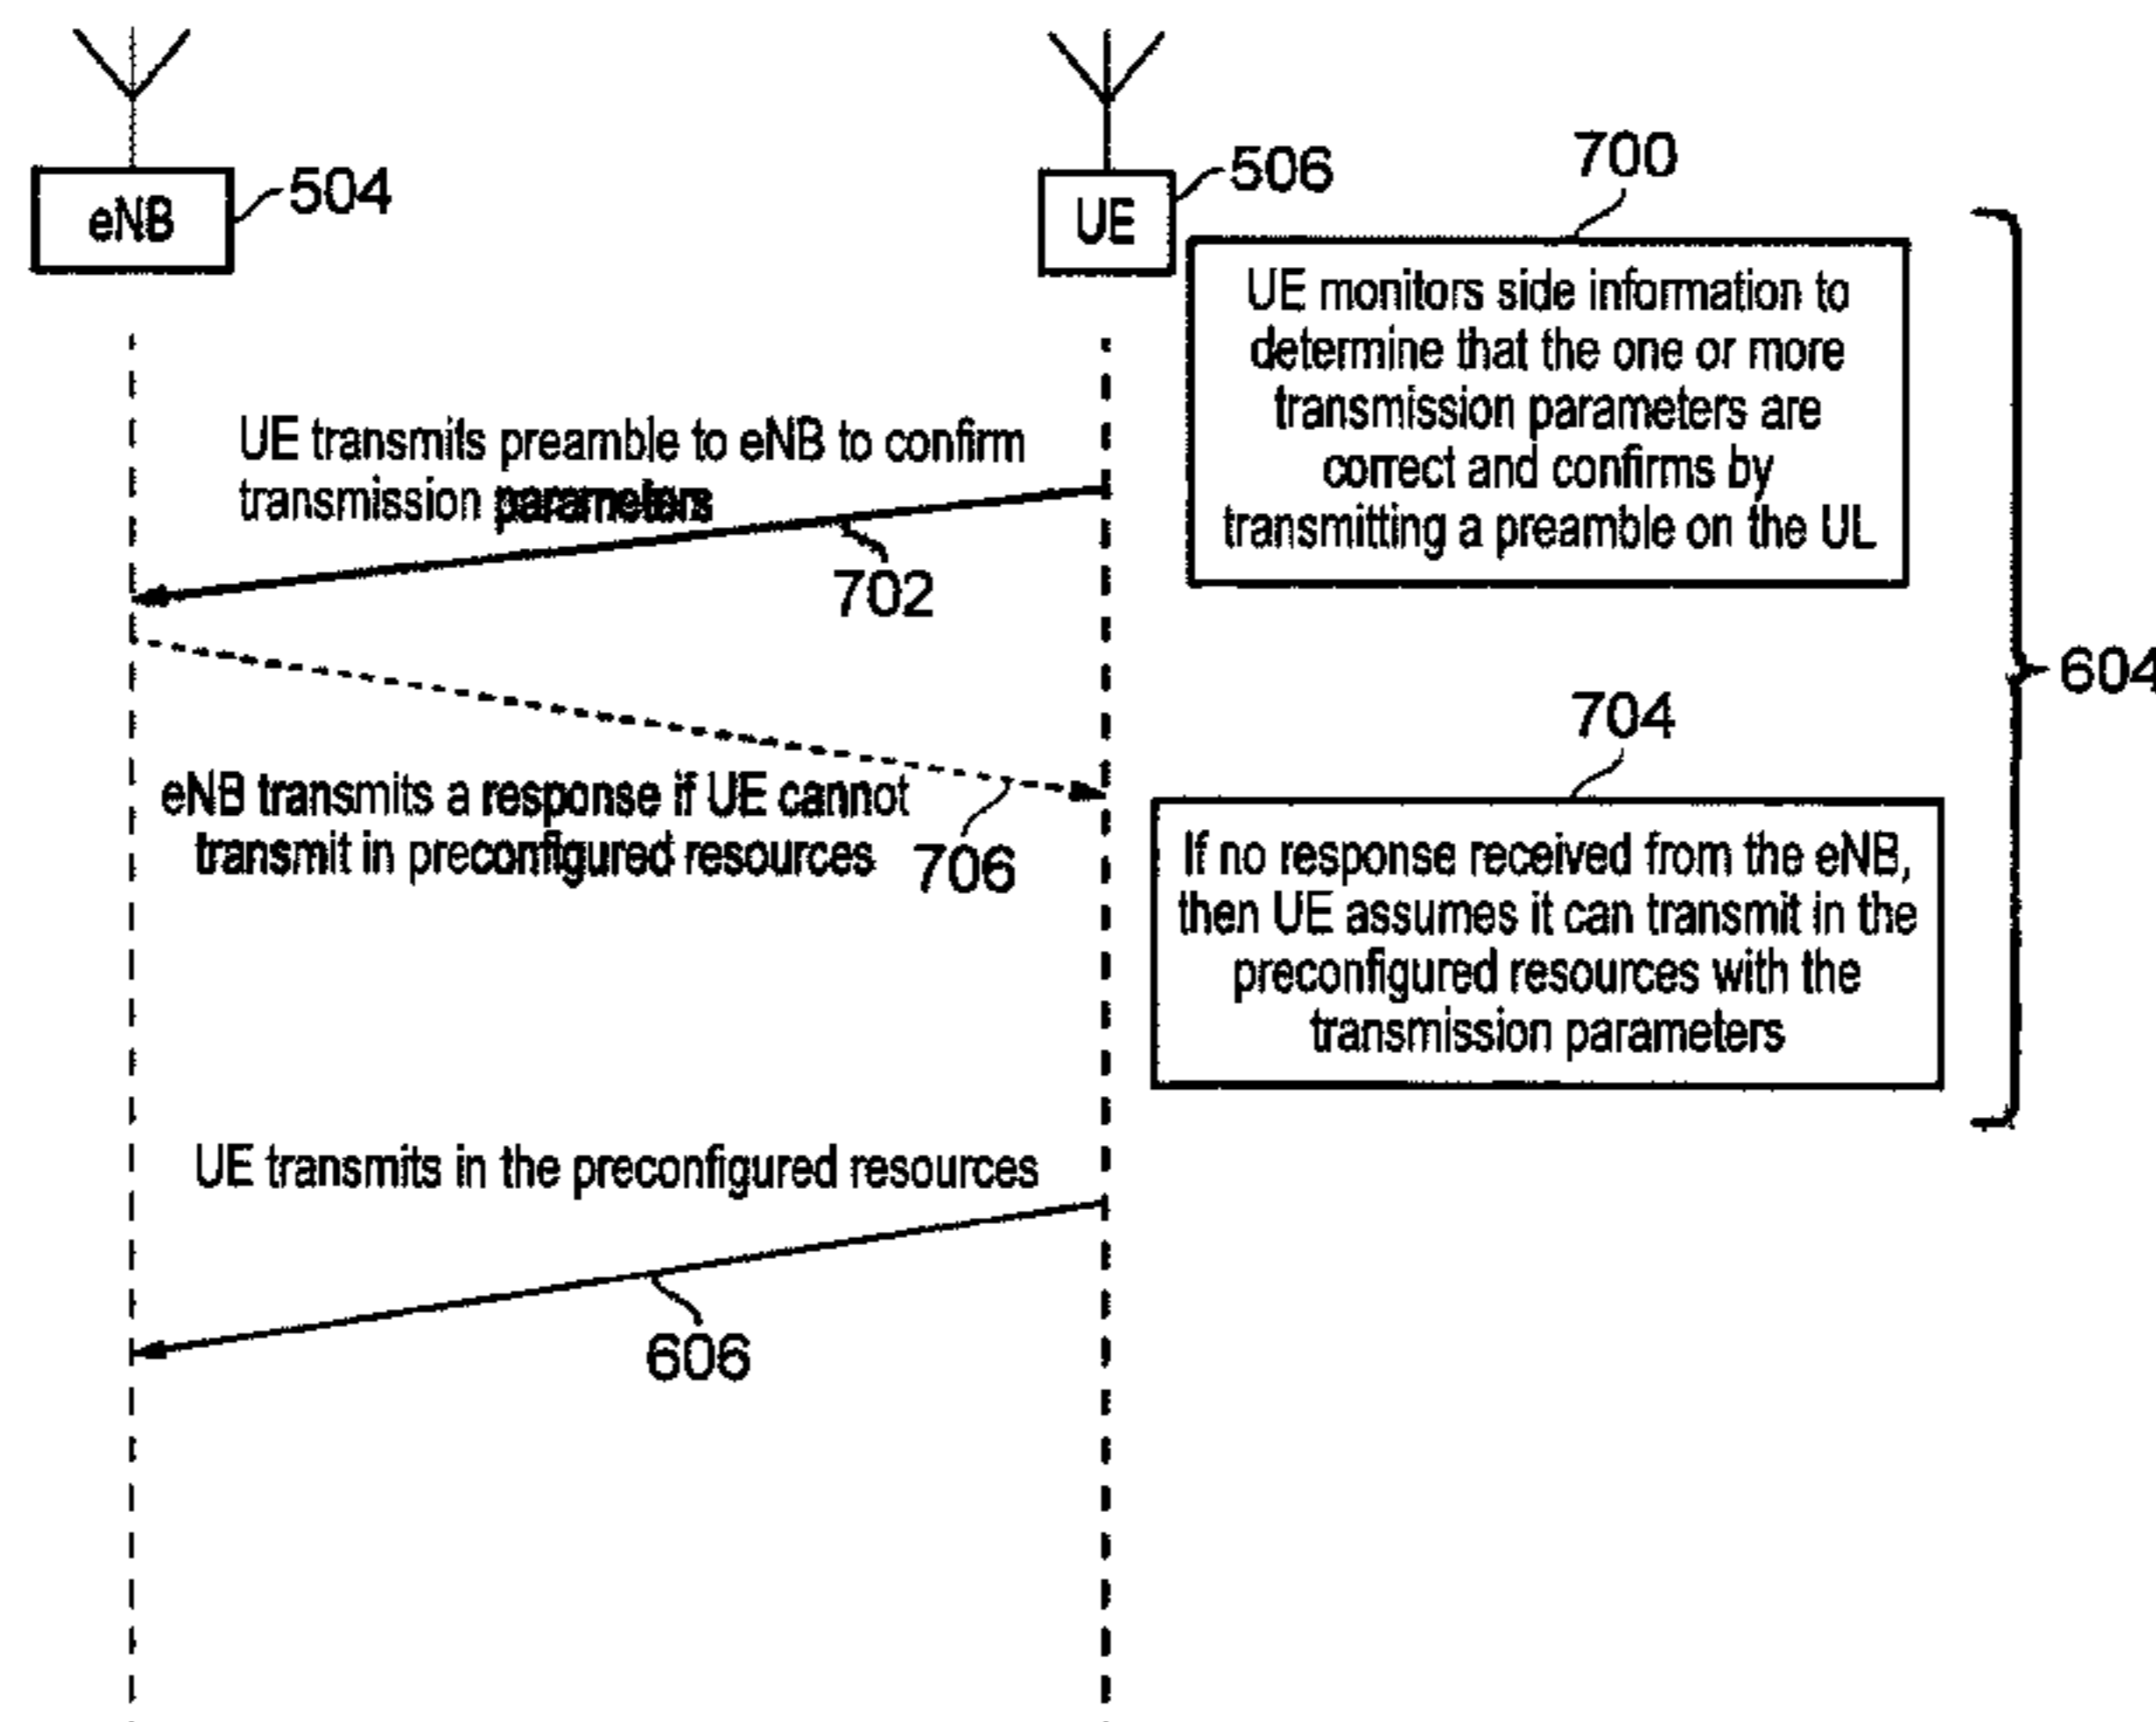 eNB
504
UE
506
700
UE monitors side information to
determine that the one or more
transmission parameters are
correct and confirms by
transmitting a preamble on the UL
UE transmits preamble to eNB to confirm
transmission parameters
702
604
eNB transmits a response if UE cannot
transmit in preconfigured resources
706
704
If no response received from the eNB,
then UE assumes it can transmit in the
preconfigured resources with the
transmission parameters
UE transmits in the preconfigured resources
606